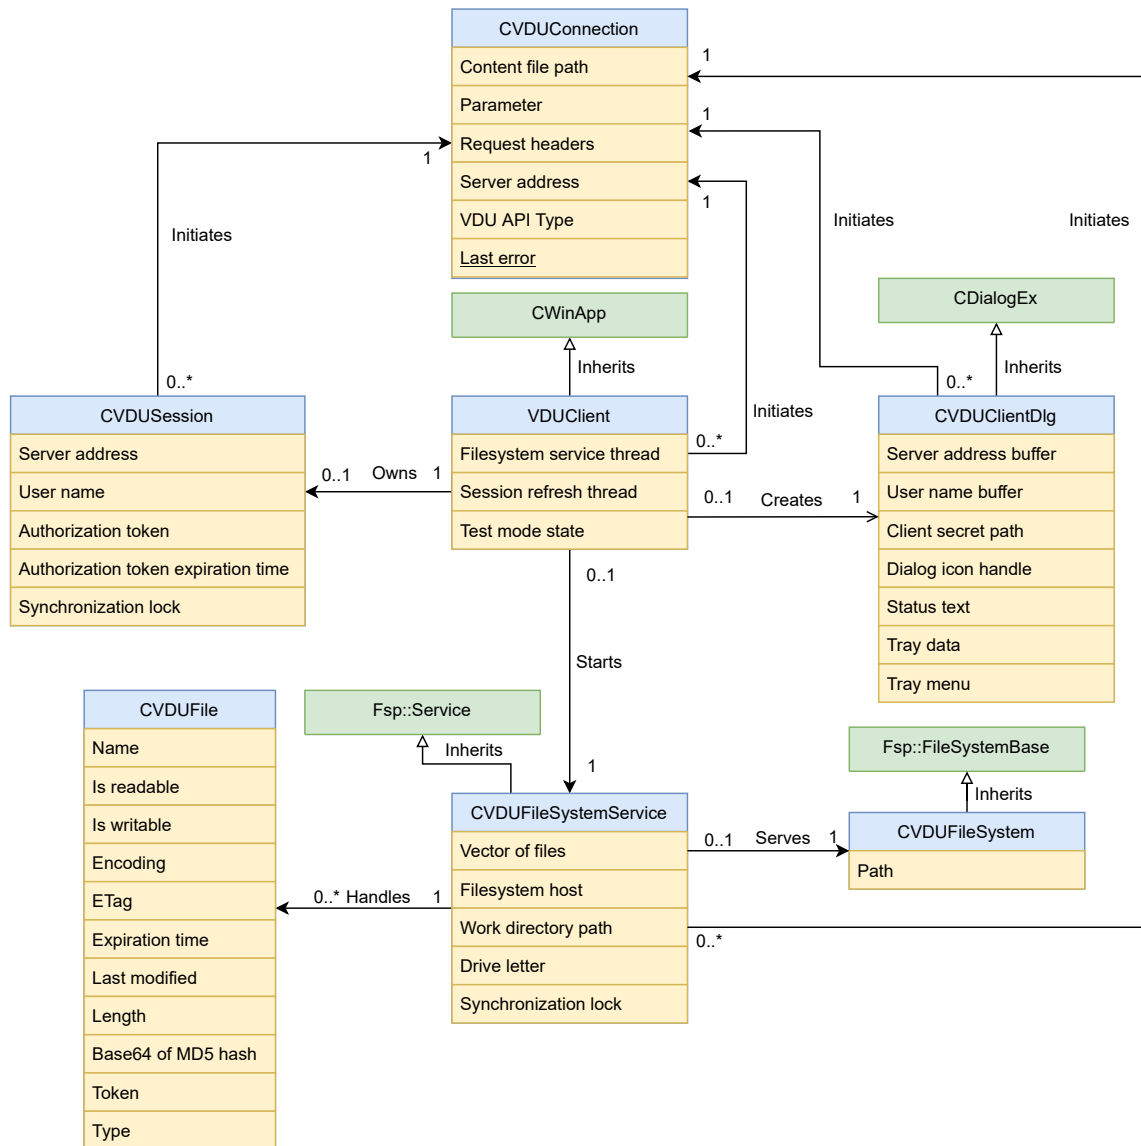 CVDUConnection
Content file path
Parameter
Request headers
Server address
VDU API Type
Last error
1
1
1
1
Initiates
Initiates
Initiates
CWinApp
CDialogEx
Inherits
Inherits
0..*
0..*
CVDUSession
Server address
User name
Authorization token
Authorization token expiration time
Synchronization lock
VDUClient
Filesystem service thread
Session refresh thread
Test mode state
Initiates
0..*
0..1 Owns 1
0..1 Creates 1
CVDUClientDlg
Server address buffer
User name buffer
Client secret path
Dialog icon handle
Status text
Tray data
Tray menu
0..1
Starts
1
CVDUFile
Name
Is readable
Is writable
Encoding
ETag
Expiration time
Last modified
Length
Base64 of MD5 hash
Token
Type
Fsp::Service
Inherits
Fsp::FileSystemBase
Inherits
CVDUFileSystemService
Vector of files
Filesystem host
Work directory path
Drive letter
Synchronization lock
0..* Handles 1
0..1 Serves 1
0..*
CVDUFileSystem
Path